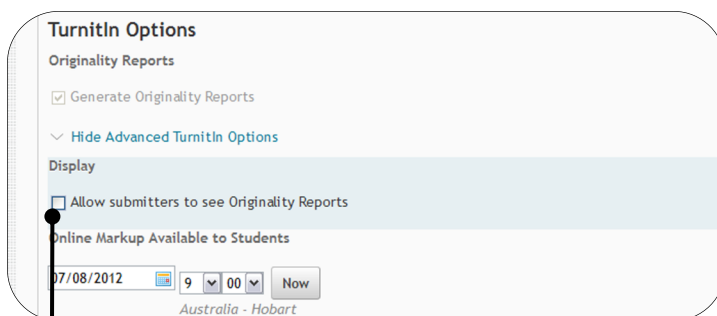 TurnitIn Options
Originality Reports
Generate Originality Reports
Hide Advanced TurnitIn Options
Display
Allow submitters to see Originality Reports
Online Markup Available to Students
07/08/2012 9 00 Now
Australia - Hobart